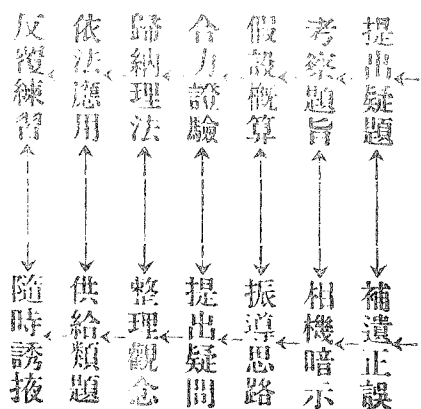 提出疑題
考察題旨
假設概算
合力證驗
歸納理法
依法應用
反覆練習
補遺正誤
相機暗示
振導思路
提出疑問
整理觀念
供給類題
隨時誘掖